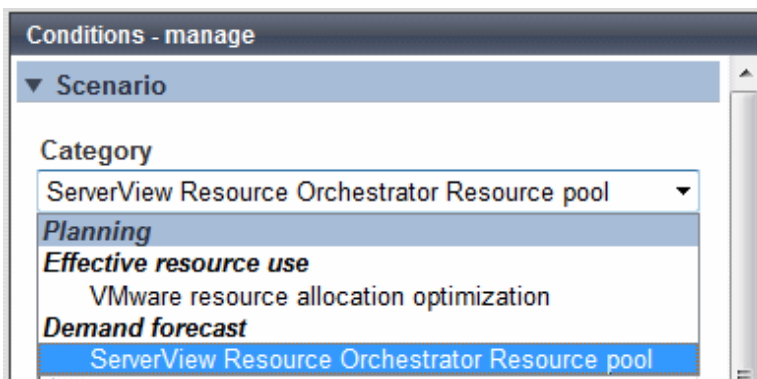 Conditions - manage
Scenario
Category
ServerView Resource Orchestrator Resource pool
Planning
Effective resource use
VMware resource allocation optimization
Demand forecast
ServerView Resource Orchestrator Resource pool